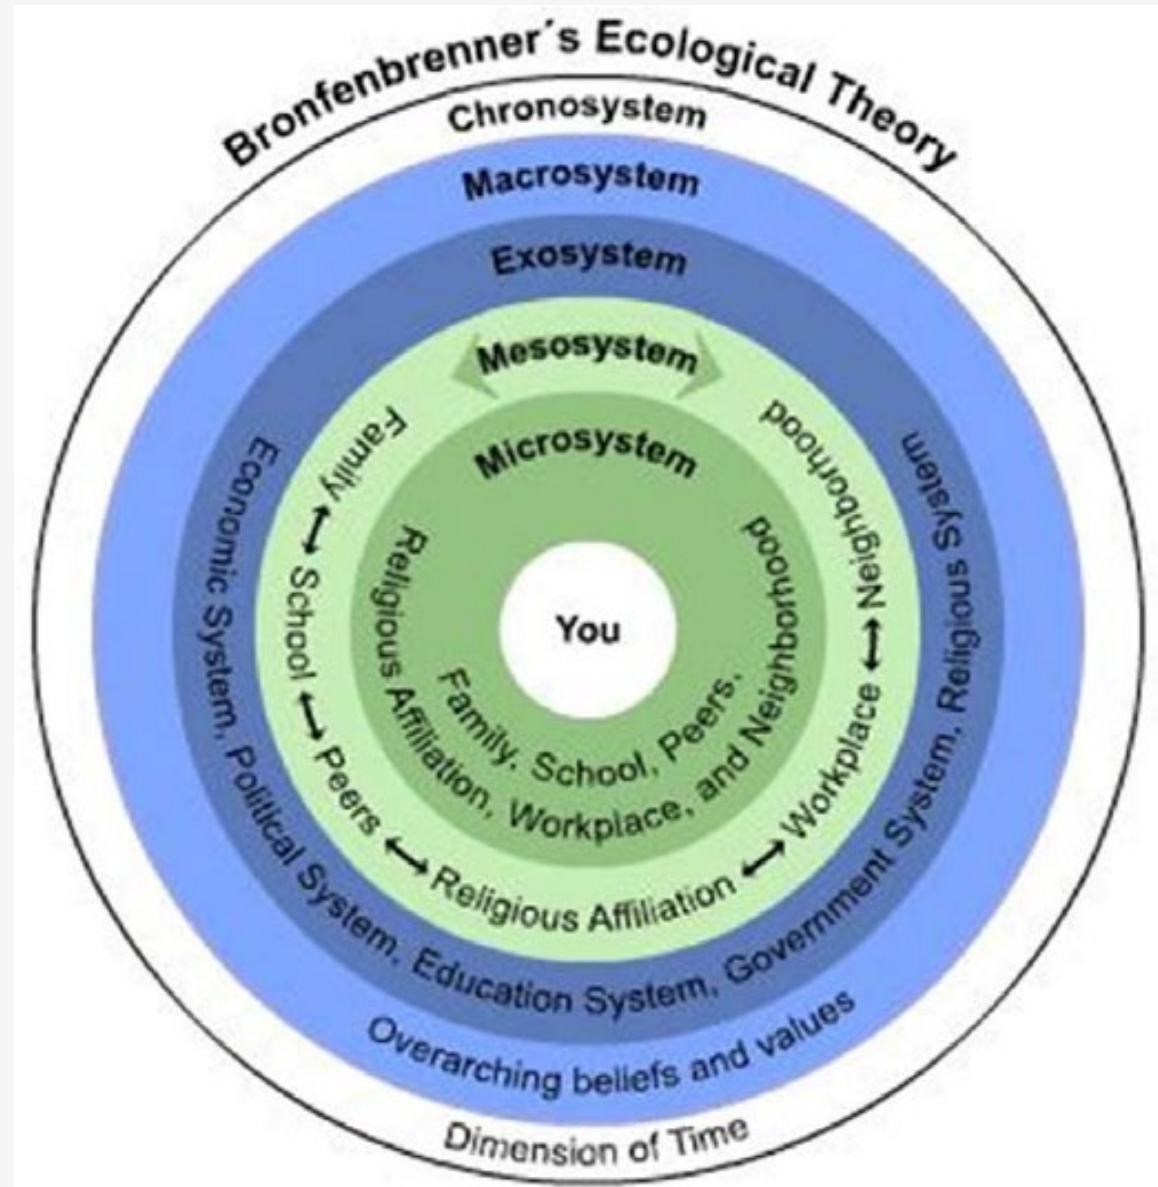 Bronfenbrenner´s Ecological Theory
Chronosystem
Macrosystem
Exosystem
Mesosystem
Microsystem
You
Family, School, Peers,
Religious Affiliation, Workplace, and Neighborhood
Family ↔ School ↔ Peers ↔ Religious Affiliation ↔ Workplace ↔ Neighborhood
Economic System, Political System, Education System, Government System, Religious System
Overarching beliefs and values
Dimension of Time